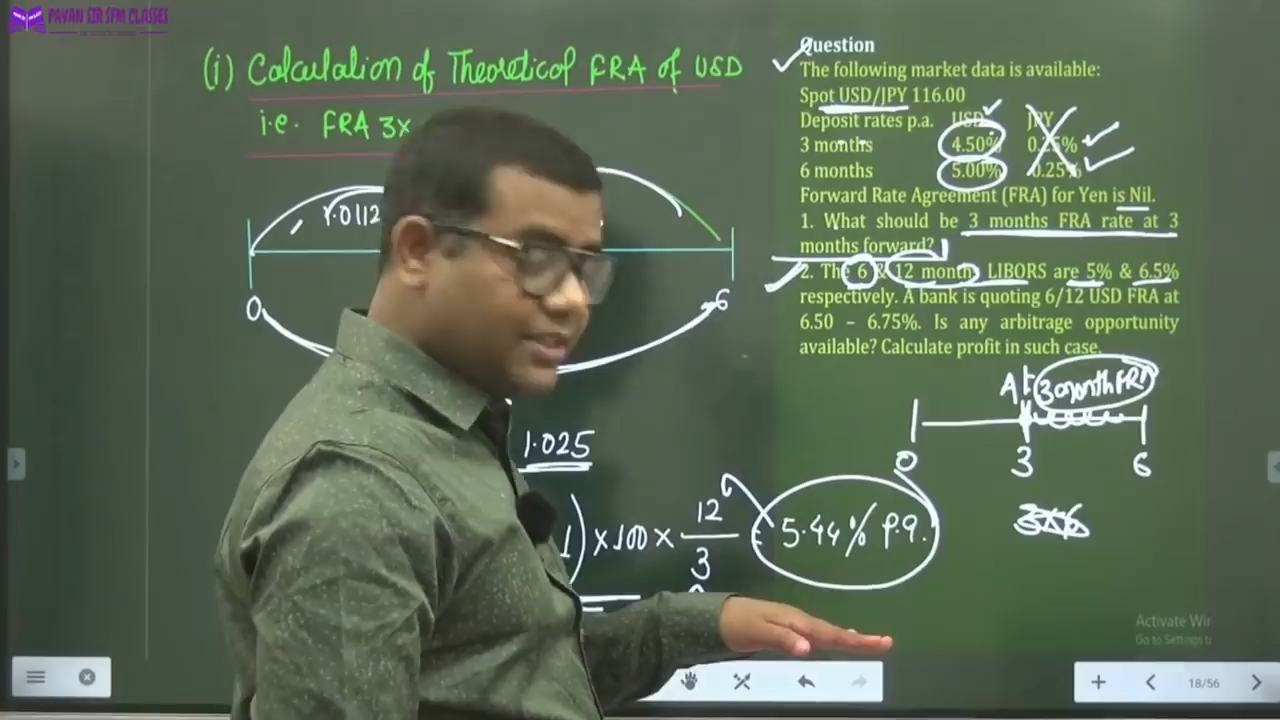 PAVAN SIR SFM CLASSES
(i) Calculation of Theoretical FRA of USD
i.e. FRA 3x
1.0112
0
6
1.025
1) × 100 × 12/3 = 5.44% p.a.
Question
The following market data is available:
Spot USD/JPY 116.00
Deposit rates p.a. USD JPY
3 months 4.50% 0.25%
6 months 5.00% 0.25%
Forward Rate Agreement (FRA) for Yen is Nil.
1. What should be 3 months FRA rate at 3
months forward?
2. The 6 & 12 months LIBORS are 5% & 6.5%
respectively. A bank is quoting 6/12 USD FRA at
6.50 – 6.75%. Is any arbitrage opportunity
available? Calculate profit in such case.
At 3 month FRA
0 3 6
3x6
Activate Wir
Go to Settings t
18/56